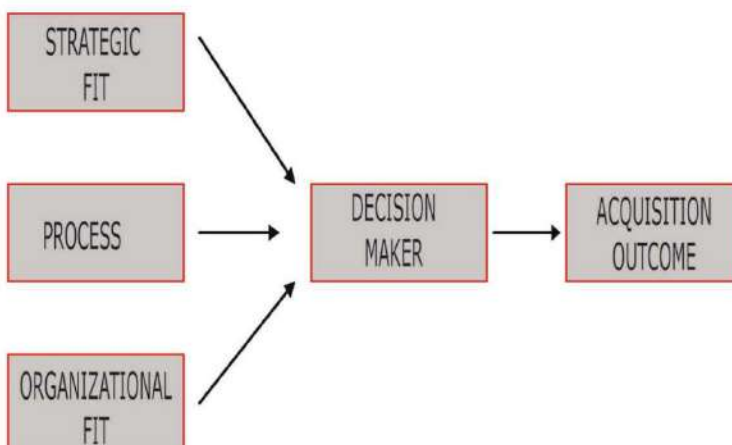 STRATEGIC
FIT
PROCESS
ORGANIZATIONAL
FIT
DECISION
MAKER
ACQUISITION
OUTCOME